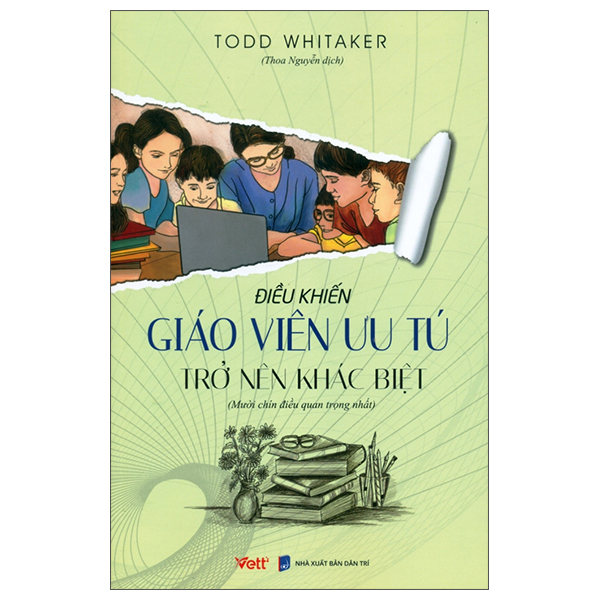 TODD WHITAKER
(Thoa Nguyễn dịch)
ĐIỀU KHIẾN
GIÁO VIÊN ƯU TÚ
TRỞ NÊN KHÁC BIỆT
(Mười chín điều quan trọng nhất)
Vett
NHÀ XUẤT BẢN DÂN TRÍ